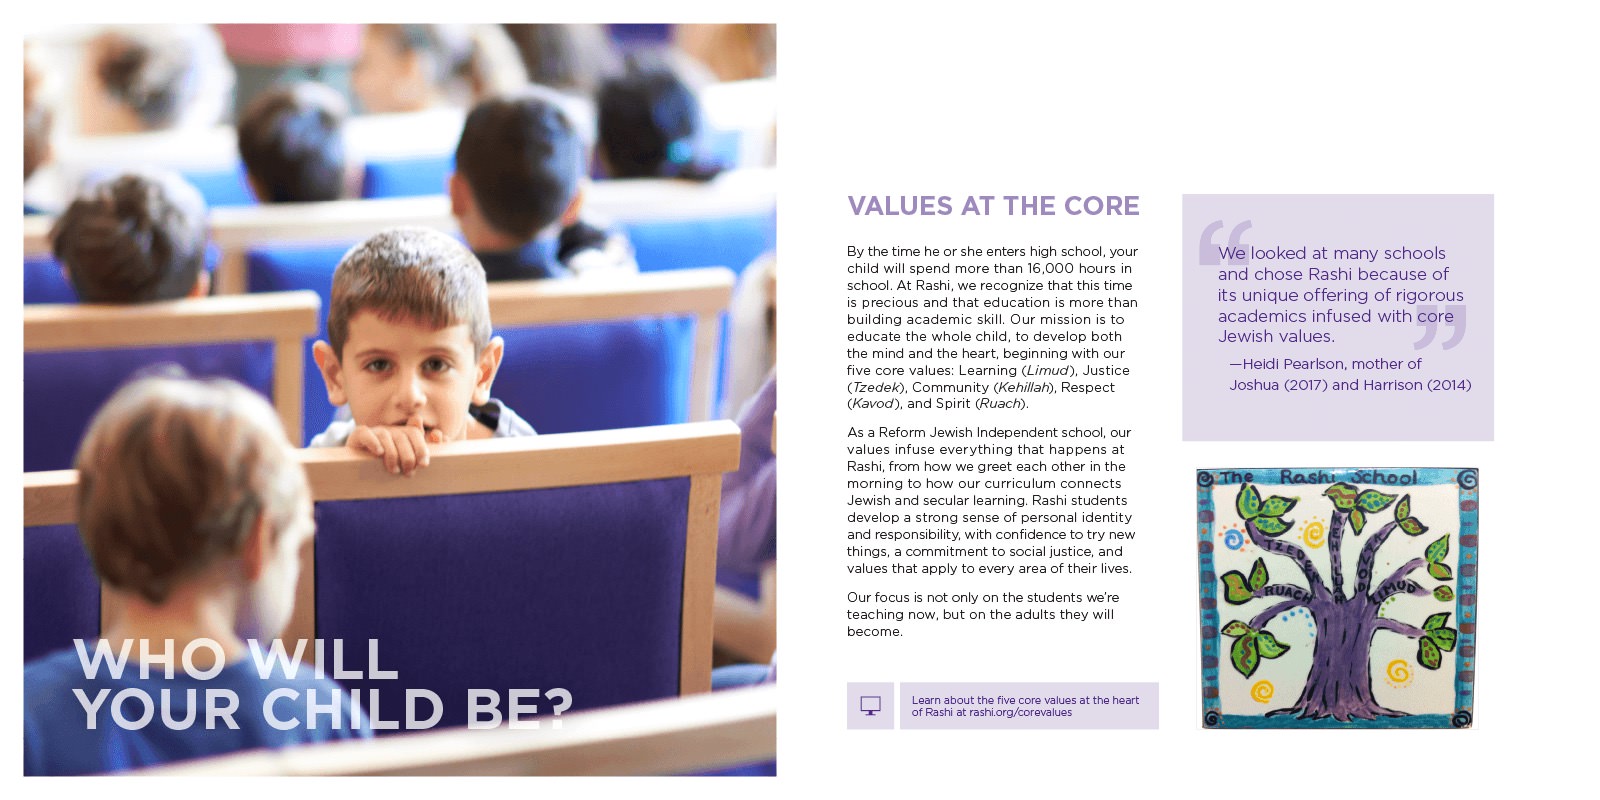 WHO WILL
YOUR CHILD BE?
VALUES AT THE CORE
By the time he or she enters high school, your
child will spend more than 16,000 hours in
school. At Rashi, we recognize that this time
is precious and that education is more than
building academic skill. Our mission is to
educate the whole child, to develop both
the mind and the heart, beginning with our
five core values: Learning (Limud), Justice
(Tzedek), Community (Kehillah), Respect
(Kavod), and Spirit (Ruach).
As a Reform Jewish Independent school, our
values infuse everything that happens at
Rashi, from how we greet each other in the
morning to how our curriculum connects
Jewish and secular learning. Rashi students
develop a strong sense of personal identity
and responsibility, with confidence to try new
things, a commitment to social justice, and
values that apply to every area of their lives.
Our focus is not only on the students we're
teaching now, but on the adults they will
become.
Learn about the five core values at the heart
of Rashi at rashi.org/corevalues
“We looked at many schools
and chose Rashi because of
its unique offering of rigorous
academics infused with core
Jewish values.”
—Heidi Pearlson, mother of
Joshua (2017) and Harrison (2014)
The Rashi School
RUACH
LIMUD